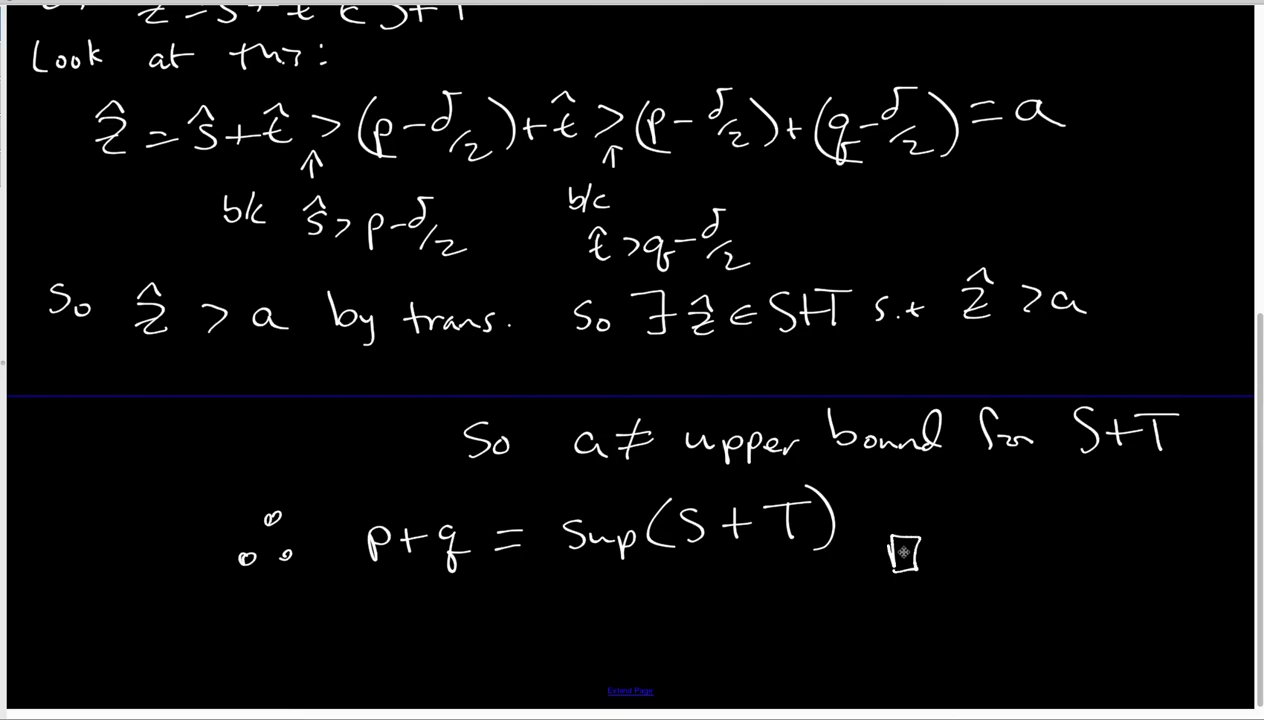 ẑ = ŝ + t̂ ∈ S+T
Look at this:
ẑ = ŝ + t̂ > (p - δ/2) + t̂ > (p - δ/2) + (q - δ/2) = a
↑ ↑
b/c ŝ > p - δ/2 b/c t̂ > q - δ/2
So ẑ > a by trans. So ∃ ẑ ∈ S+T s.t ẑ > a
So a ≠ upper bound for S+T
∴ p+q = sup(S+T) □
Extend Page